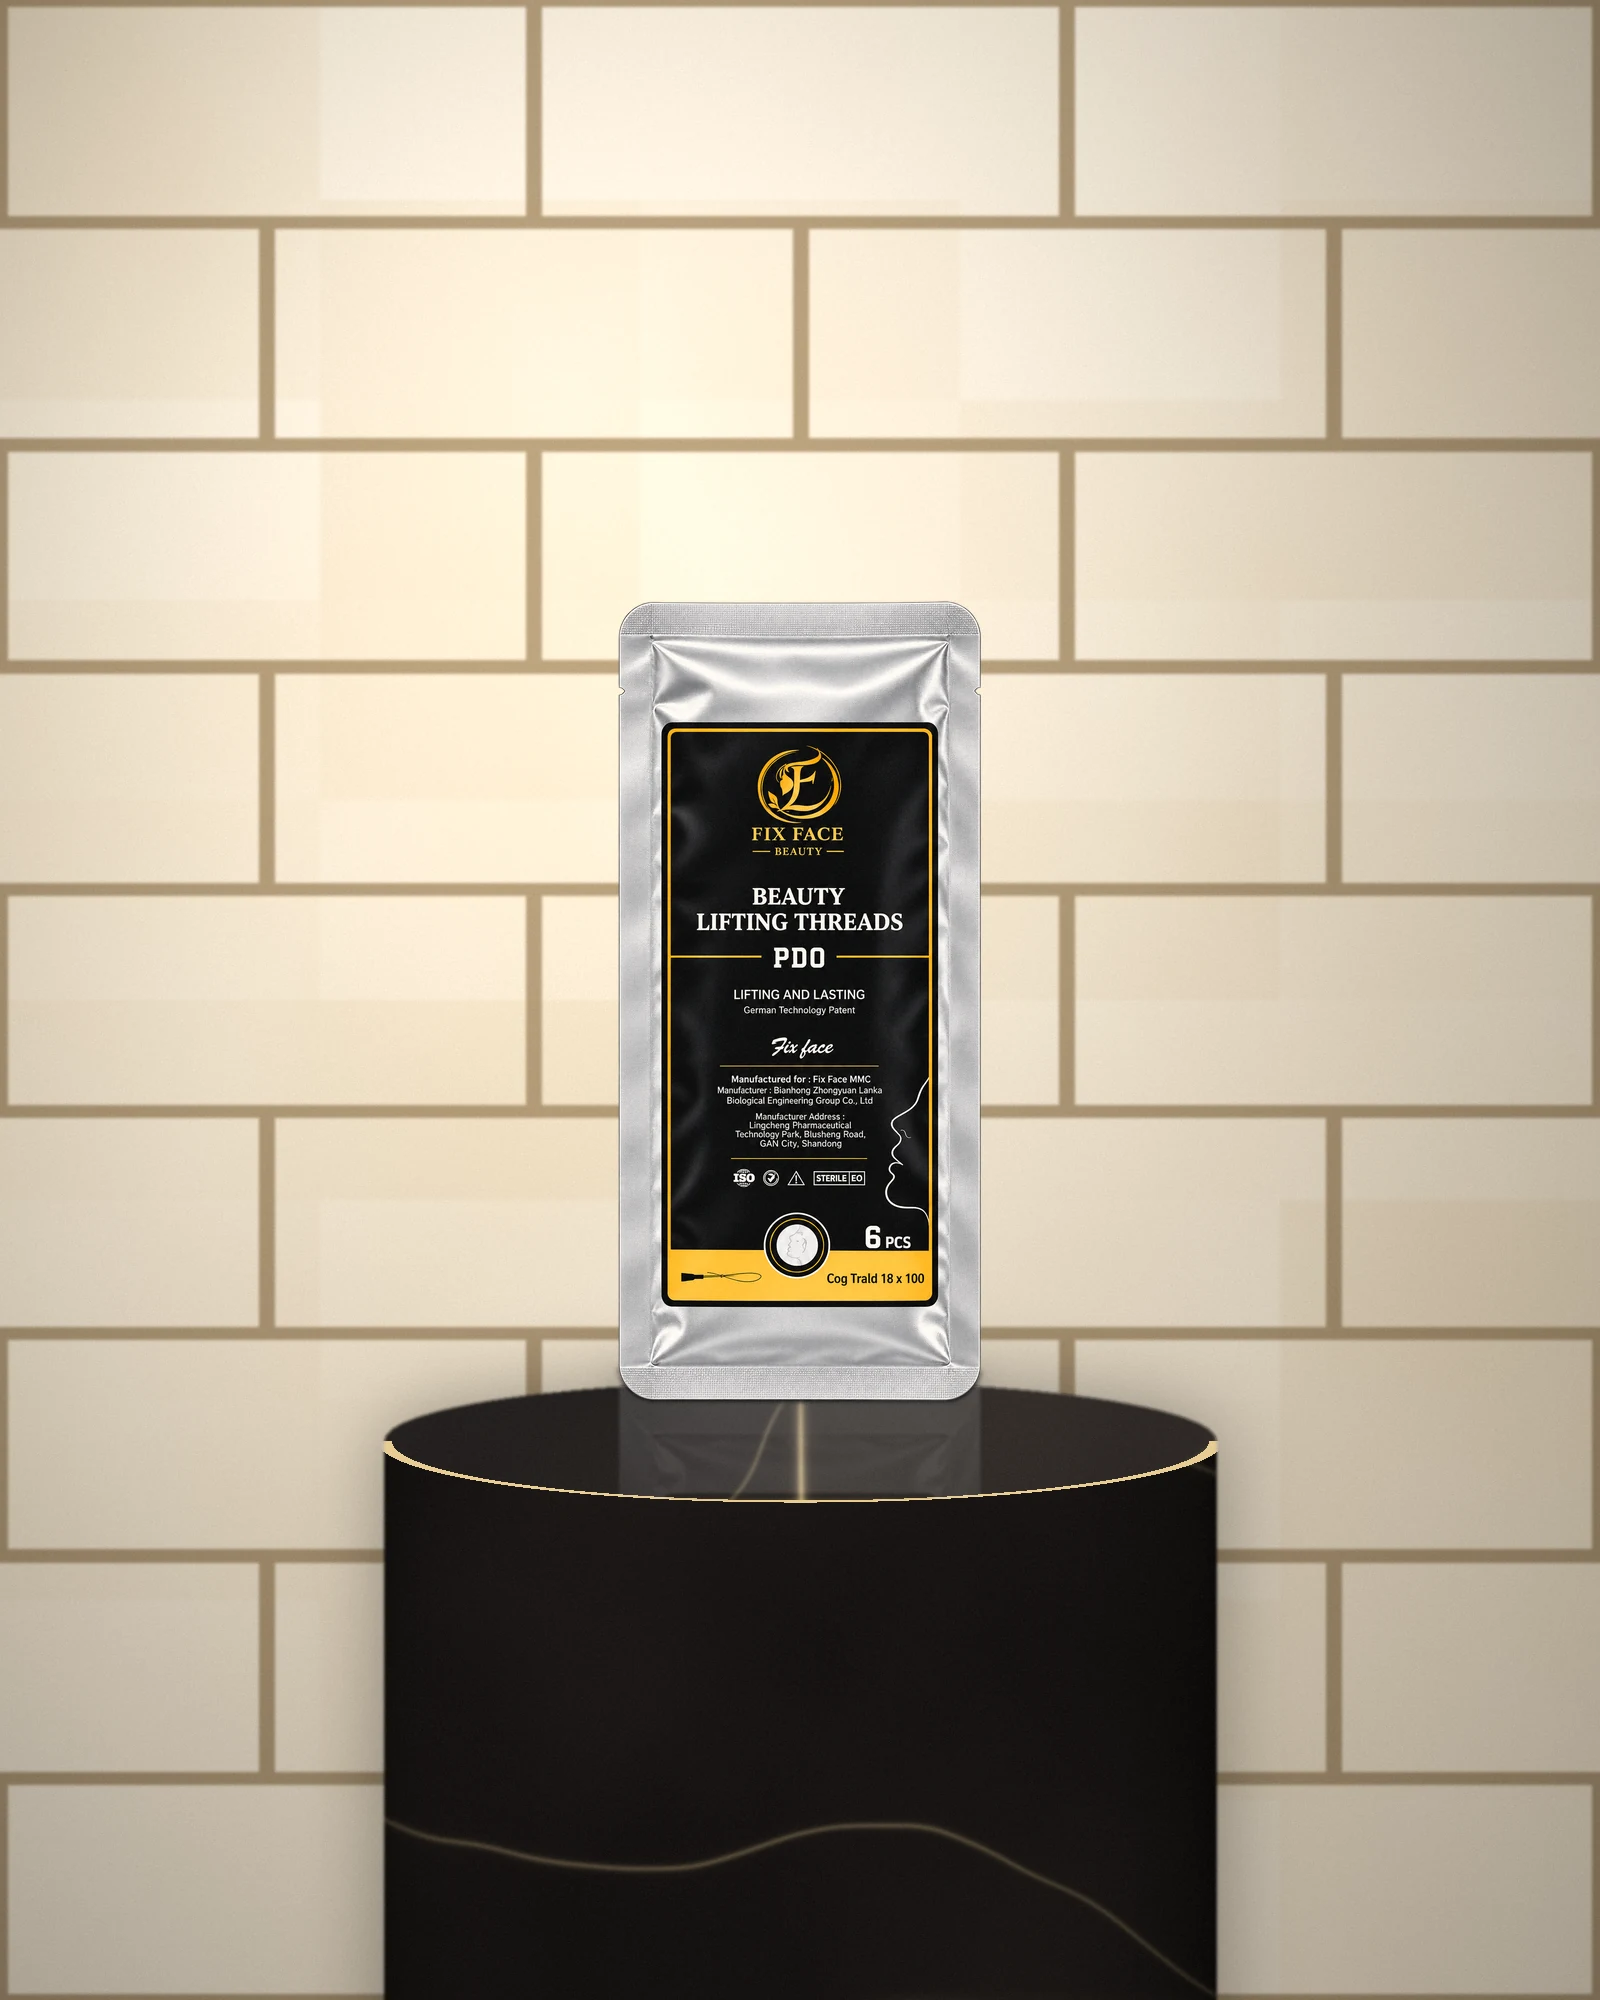 FIX FACE
BEAUTY
BEAUTY
LIFTING THREADS
PDO
LIFTING AND LASTING
German Technology Patent
Fix face
Manufactured for : Fix Face MMC
Manufacturer : Bianhong Zhongyuan Lanka
Biological Engineering Group Co., Ltd
Manufacturer Address :
Lingcheng Pharmaceutical
Technology Park, Blusheng Road,
GAN City, Shandong
ISO
STERILE EO
6 PCS
Cog Trald 18 x 100